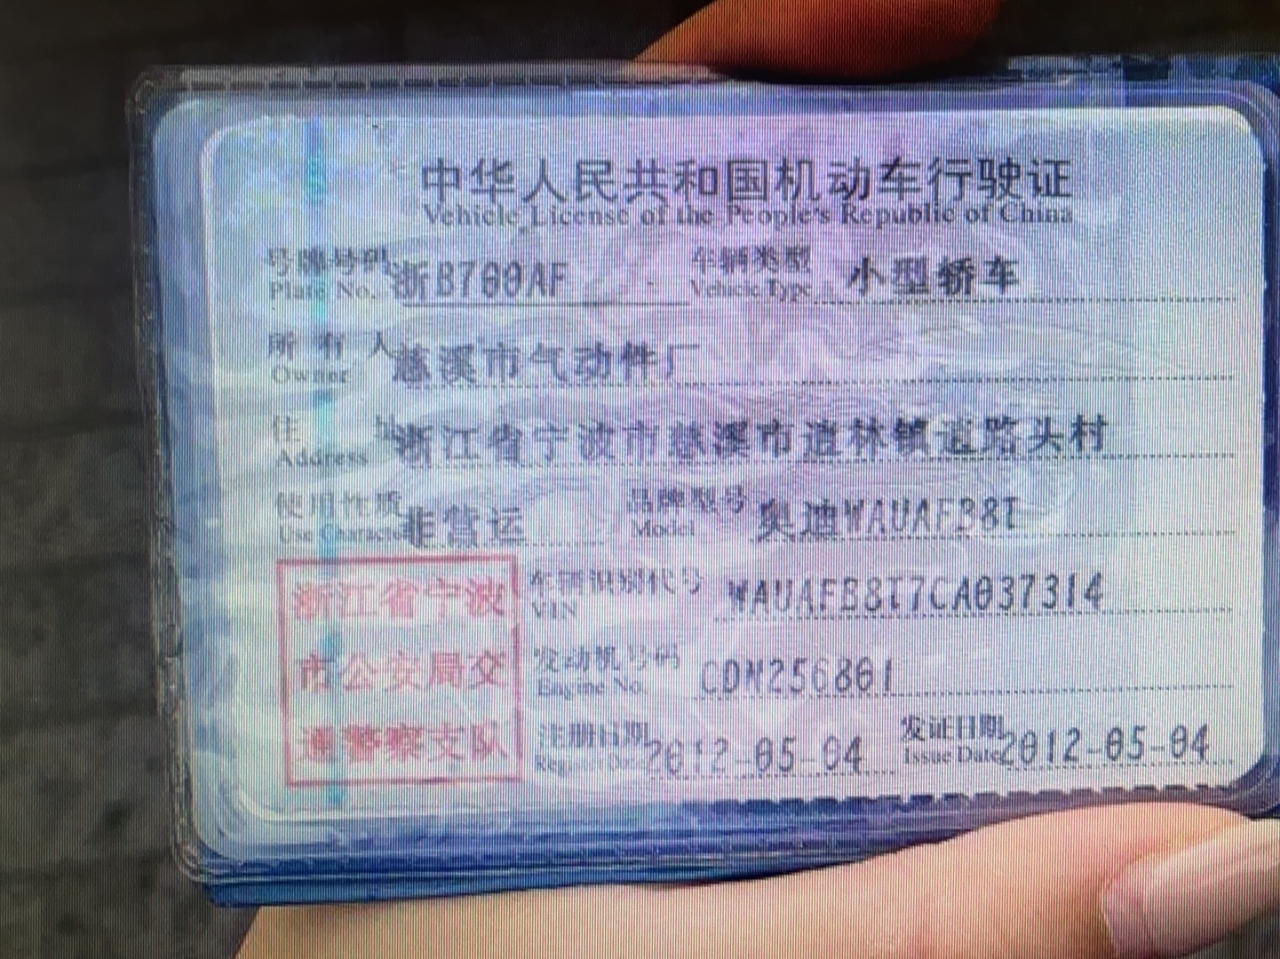 中华人民共和国机动车行驶证
Vehicle License of the People's Republic of China
号牌号码 浙B700AF 车辆类型 小型轿车
Plate No. Vehicle Type
所有人 慈溪市气动件厂
Owner
住址 浙江省宁波市慈溪市逍林镇道路头村
Address
使用性质 非营运 品牌型号 奥迪WAUAFB8T
Use Character Model
浙江省宁波
市公安局交
通警察支队
车辆识别代号 WAUAFB8T7CA037314
VIN
发动机号码 CDN256801
Engine No.
注册日期 2012-05-04 发证日期 2012-05-04
Register Date Issue Date